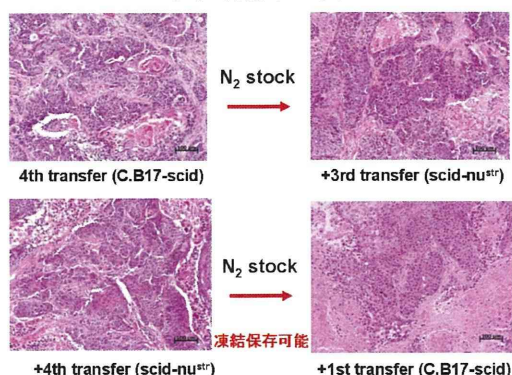 N₂ stock
4th transfer (C.B17-scid)
+3rd transfer (scid-nuˢᵗʳ)
N₂ stock
凍結保存可能
+4th transfer (scid-nuˢᵗʳ)
+1st transfer (C.B17-scid)